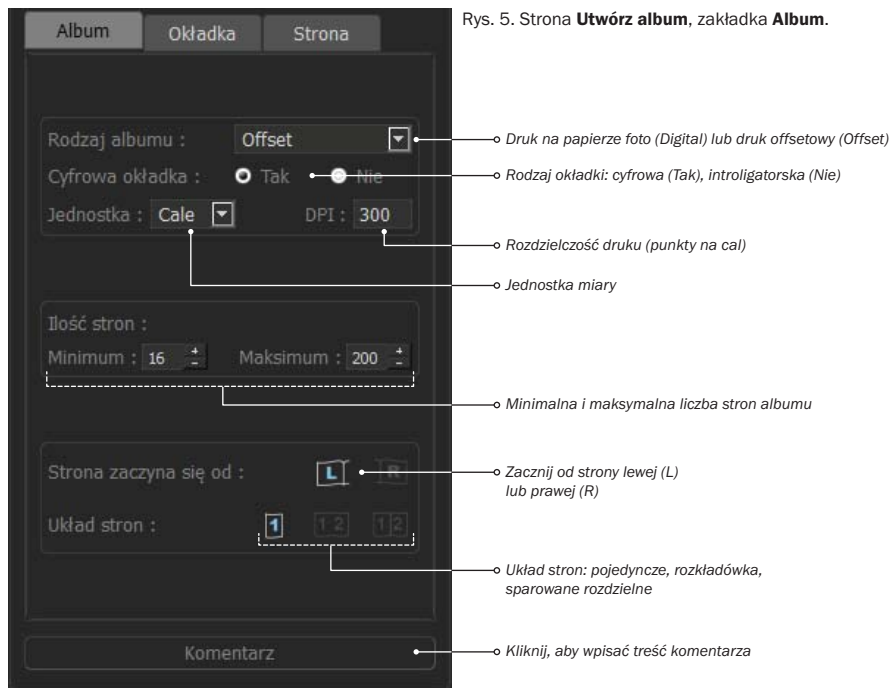 Rys. 5. Strona Utwórz album, zakładka Album.
Album Okładka Strona
Rodzaj albumu : Offset
Druk na papierze foto (Digital) lub druk offsetowy (Offset)
Cyfrowa okładka : Tak Nie
Rodzaj okładki: cyfrowa (Tak), introligatorska (Nie)
Jednostka : Cale DPI : 300
Rozdzielczość druku (punkty na cal)
Jednostka miary
Ilość stron :
Minimum : 16 + - Maksimum : 200 + -
Minimalna i maksymalna liczba stron albumu
Strona zaczyna się od : L R
Zacznij od strony lewej (L)
lub prawej (R)
Układ stron : 1 1 2 1 2
Układ stron: pojedyncze, rozkładówka,
sparowane rozdzielne
Komentarz
Kliknij, aby wpisać treść komentarza